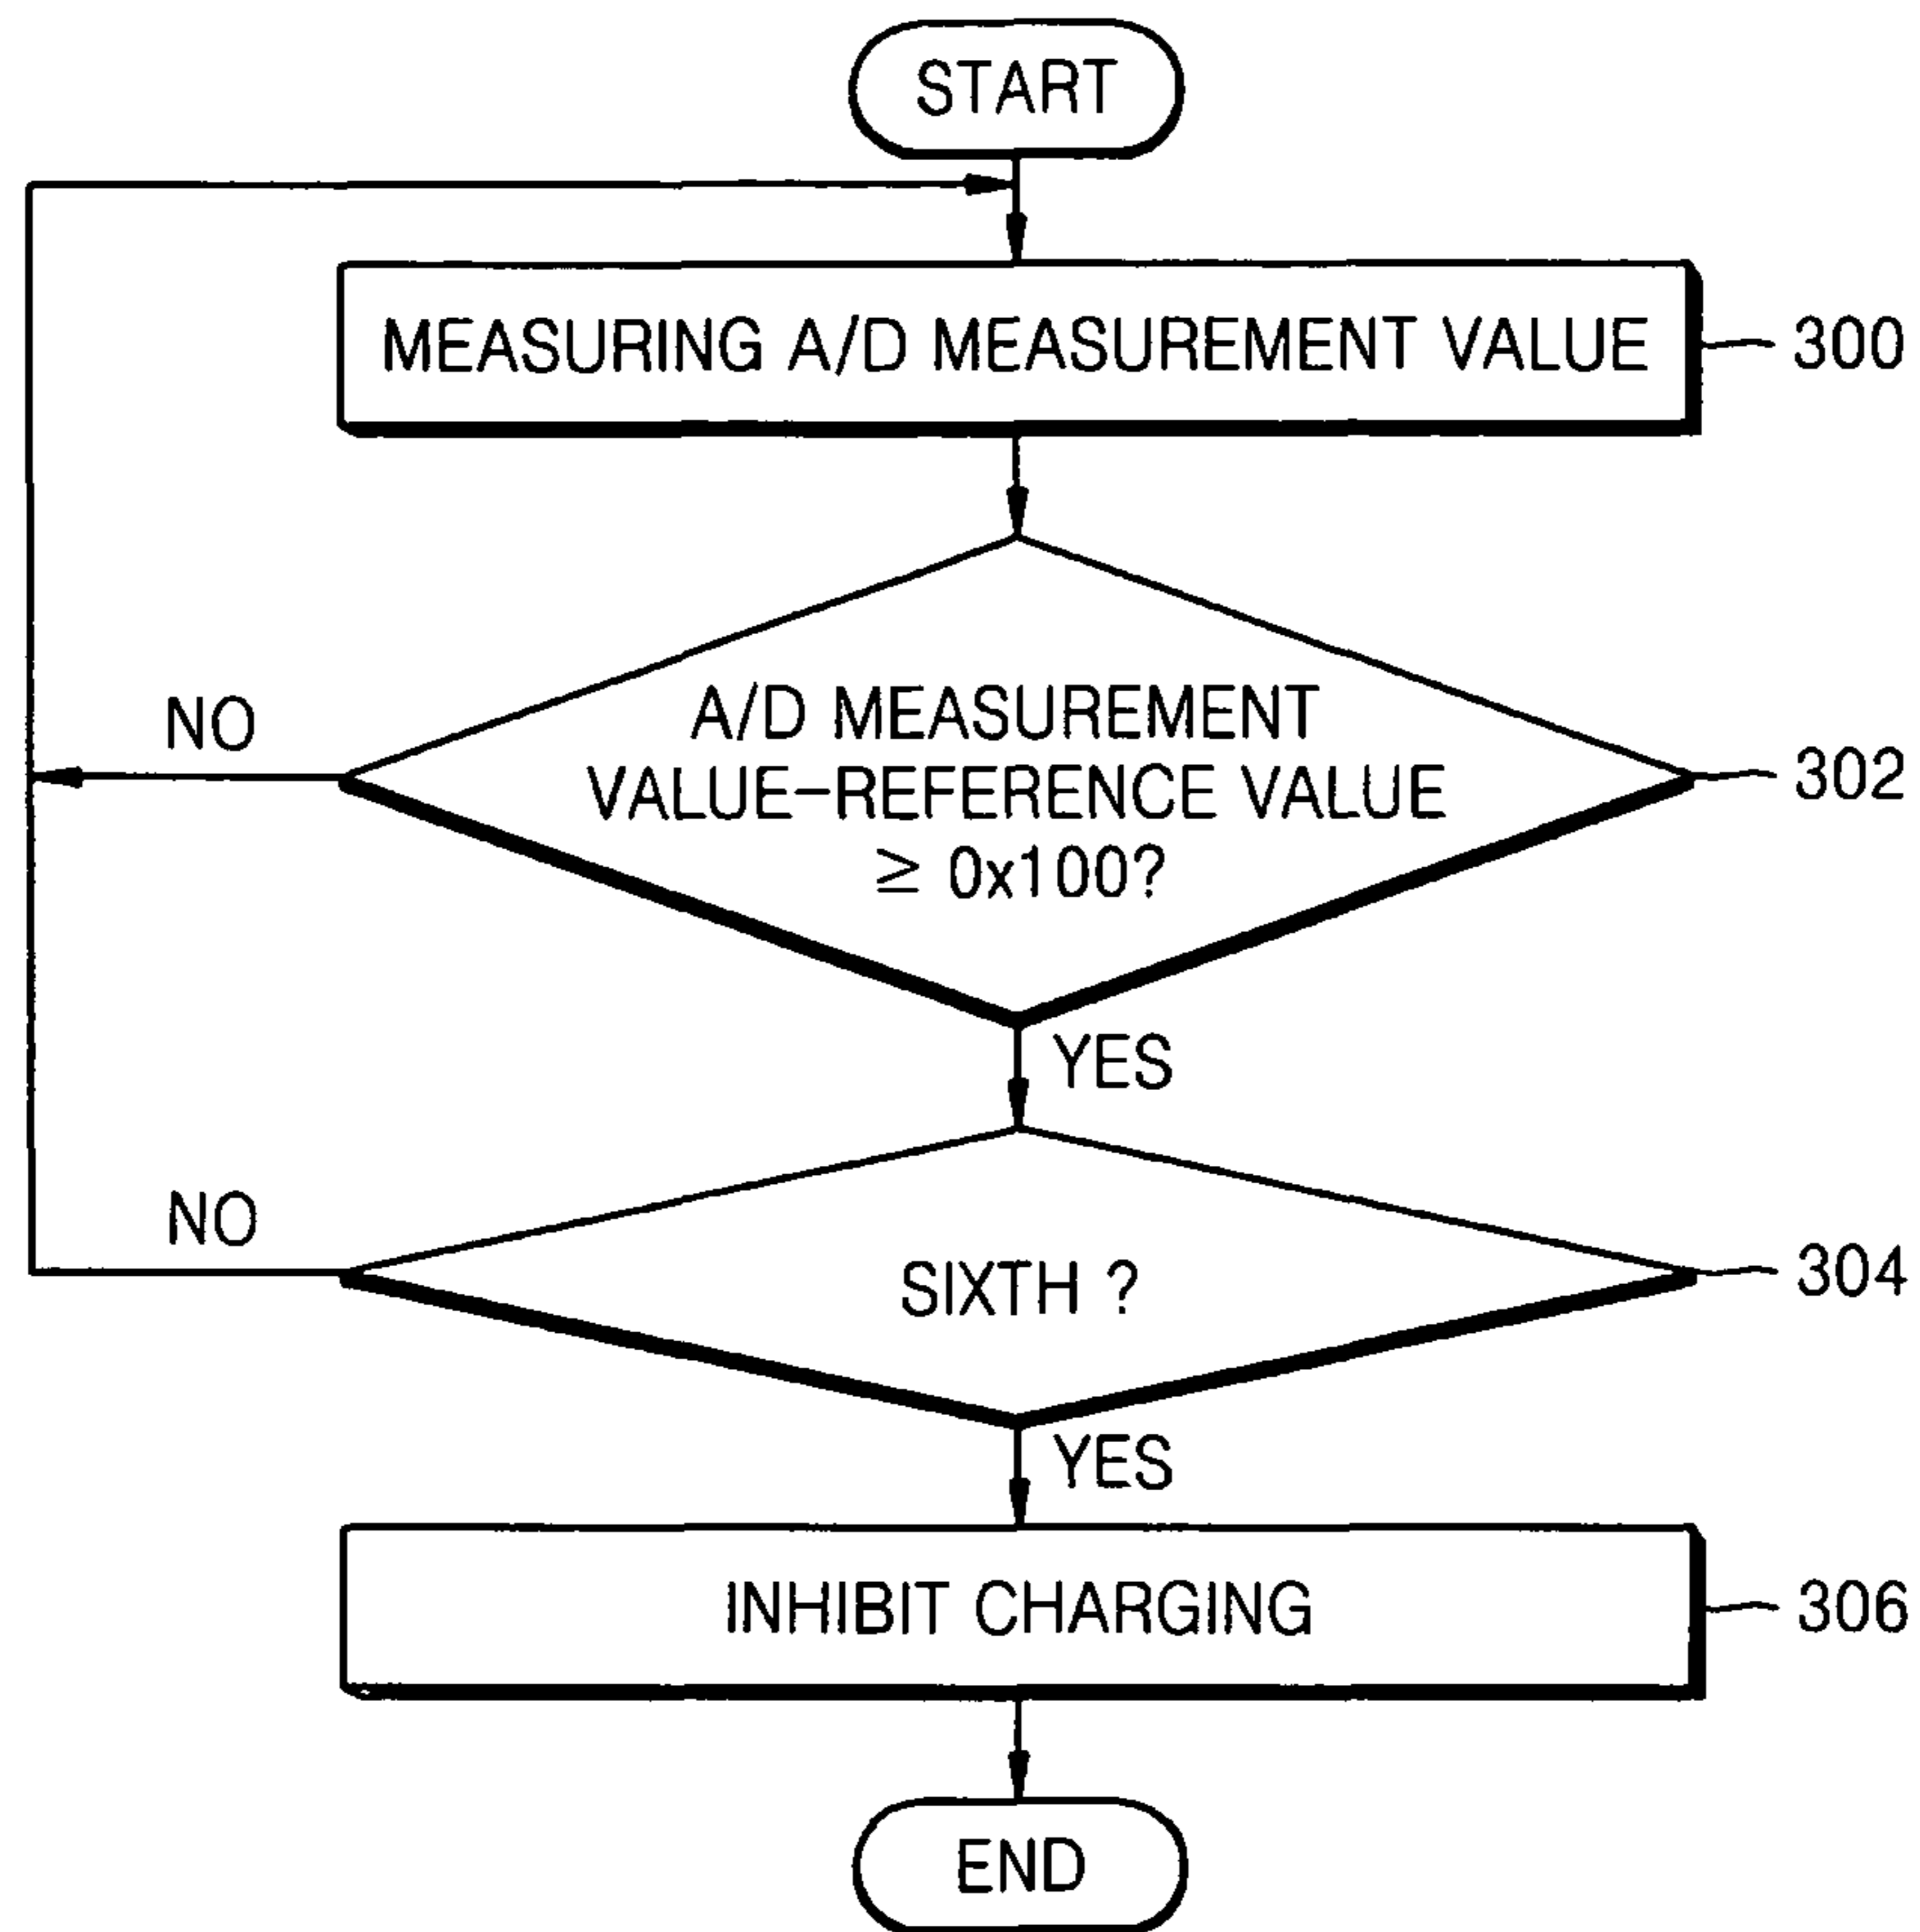 START
MEASURING A/D MEASUREMENT VALUE
300
A/D MEASUREMENT
VALUE-REFERENCE VALUE
≥ 0x100?
302
NO
YES
SIXTH ?
304
NO
YES
INHIBIT CHARGING
306
END